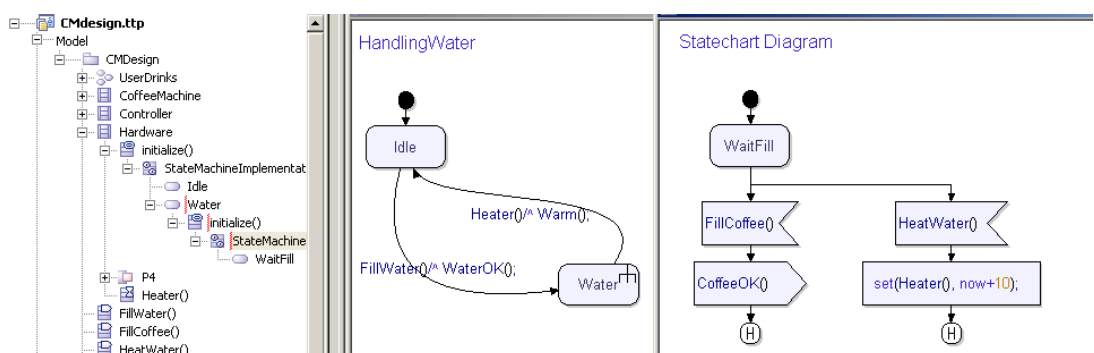 CMdesign.ttp
Model
CMDesign
UserDrinks
CoffeeMachine
Controller
Hardware
initialize()
StateMachineImplementat
Idle
Water
initialize()
StateMachine
WaitFill
P4
Heater()
FillWater()
FillCoffee()
HeatWater()
HandlingWater
Idle
Heater()/^ Warm();
FillWater()/^ WaterOK();
Water
Statechart Diagram
WaitFill
FillCoffee()
HeatWater()
CoffeeOK()
set(Heater(), now+10);
H
H